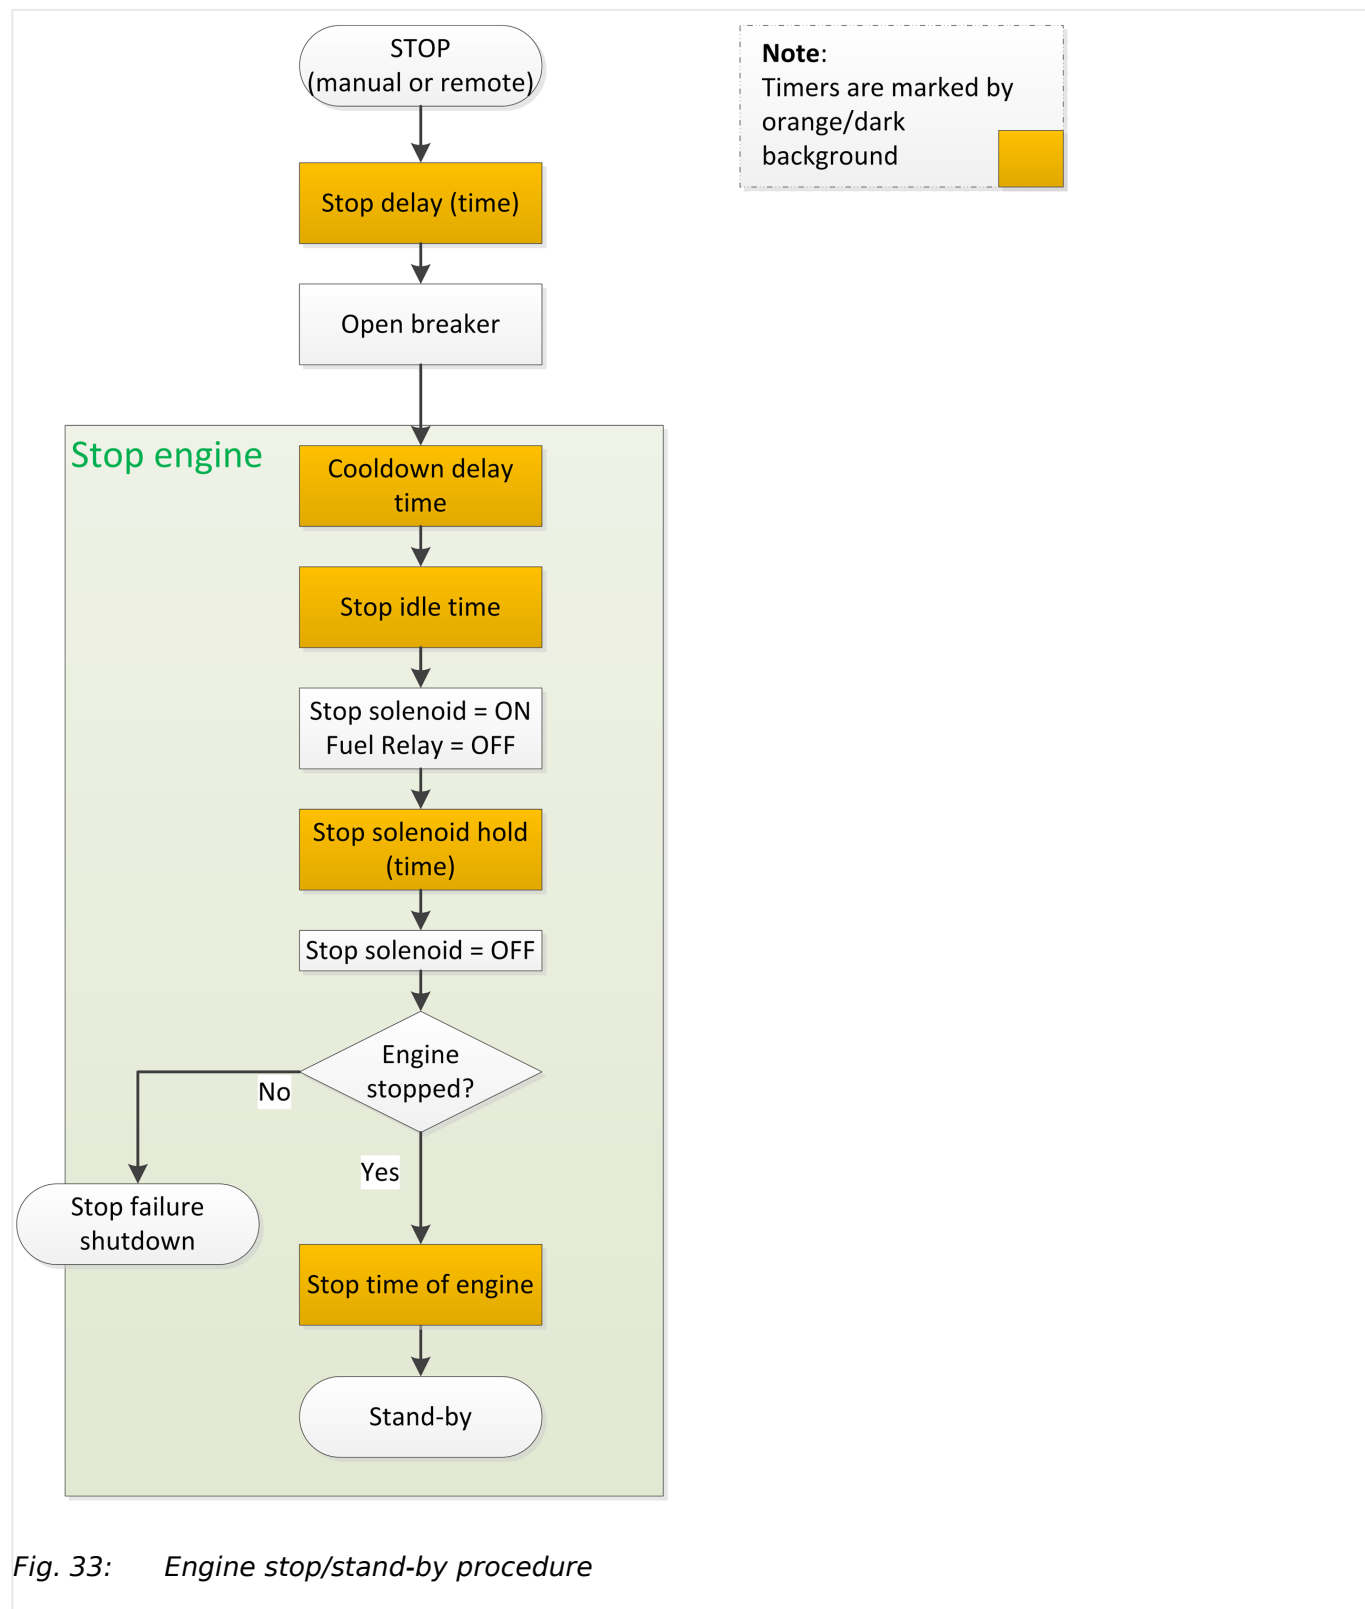 STOP
(manual or remote)
Note:
Timers are marked by
orange/dark
background
Stop delay (time)
Open breaker
Stop engine
Cooldown delay
time
Stop idle time
Stop solenoid = ON
Fuel Relay = OFF
Stop solenoid hold
(time)
Stop solenoid = OFF
Engine
stopped?
No
Yes
Stop failure
shutdown
Stop time of engine
Stand-by
Fig. 33: Engine stop/stand-by procedure